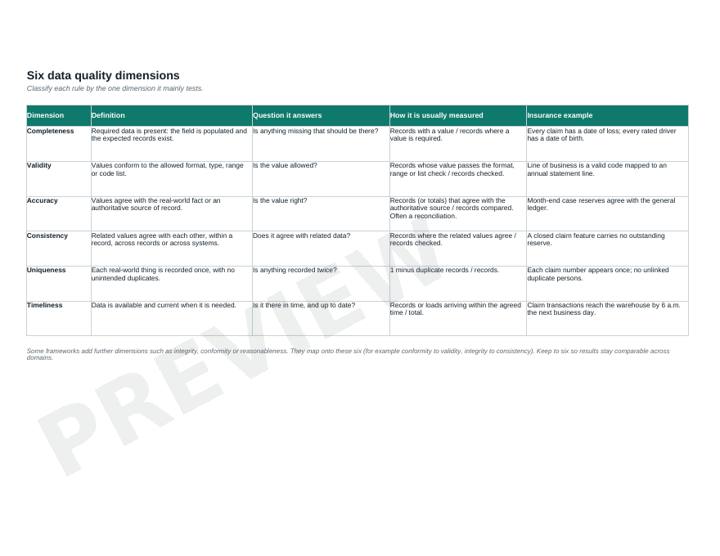 Six data quality dimensions
Classify each rule by the one dimension it mainly tests.
Dimension Definition Question it answers How it is usually measured Insurance example
Completeness Required data is present: the field is populated and Is anything missing that should be there? Records with a value / records where a Every claim has a date of loss; every rated driver
the expected records exist. value is required. has a date of birth.
Validity Values conform to the allowed format, type, range Is the value allowed? Records whose value passes the format, Line of business is a valid code mapped to an
or code list. range or list check / records checked. annual statement line.
Accuracy Values agree with the real-world fact or an Is the value right? Records (or totals) that agree with the Month-end case reserves agree with the general
authoritative source of record. authoritative source / records compared. ledger.
Often a reconciliation.
Consistency Related values agree with each other, within a Does it agree with related data? Records where the related values agree / A closed claim feature carries no outstanding
record, across records or across systems. records checked. reserve.
Uniqueness Each real-world thing is recorded once, with no Is anything recorded twice? 1 minus duplicate records / records. Each claim number appears once; no unlinked
unintended duplicates. duplicate persons.
Timeliness Data is available and current when it is needed. Is it there in time, and up to date? Records or loads arriving within the agreed Claim transactions reach the warehouse by 6 a.m.
time / total. the next business day.
Some frameworks add further dimensions such as integrity, conformity or reasonableness. They map onto these six (for example conformity to validity, integrity to consistency). Keep to six so results stay comparable across
domains.
PREVIEW